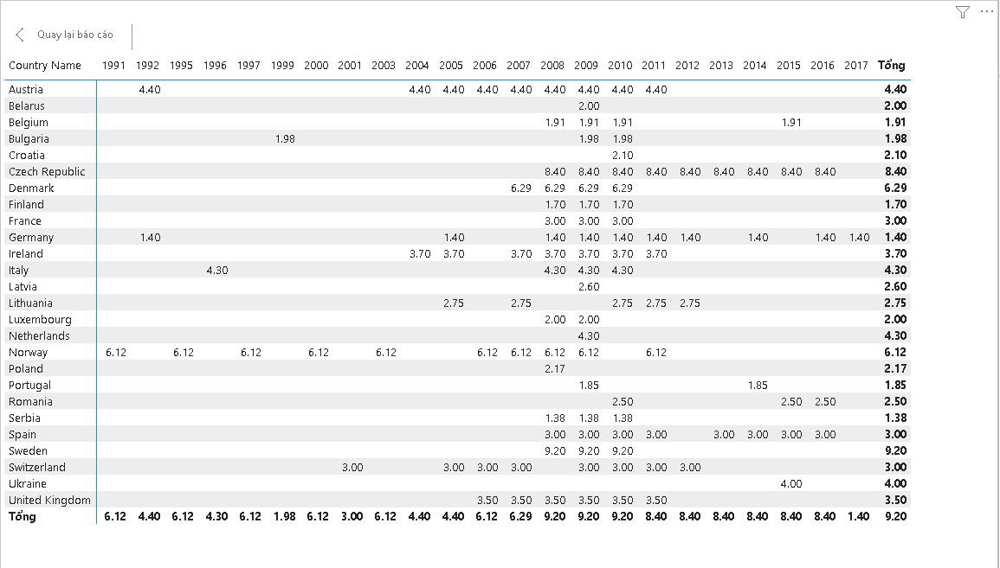 Quay lại báo cáo
Country Name 1991 1992 1995 1996 1997 1999 2000 2001 2003 2004 2005 2006 2007 2008 2009 2010 2011 2012 2013 2014 2015 2016 2017 Tổng
Austria 4.40 4.40 4.40 4.40 4.40 4.40 4.40 4.40 4.40 4.40
Belarus 2.00 2.00
Belgium 1.91 1.91 1.91 1.91 1.91
Bulgaria 1.98 1.98 1.98 1.98
Croatia 2.10 2.10
Czech Republic 8.40 8.40 8.40 8.40 8.40 8.40 8.40 8.40 8.40 8.40
Denmark 6.29 6.29 6.29 6.29 6.29
Finland 1.70 1.70 1.70 1.70
France 3.00 3.00 3.00 3.00
Germany 1.40 1.40 1.40 1.40 1.40 1.40 1.40 1.40 1.40 1.40 1.40
Ireland 3.70 3.70 3.70 3.70 3.70 3.70 3.70 3.70
Italy 4.30 4.30 4.30 4.30 4.30
Latvia 2.60 2.60
Lithuania 2.75 2.75 2.75 2.75 2.75 2.75
Luxembourg 2.00 2.00 2.00
Netherlands 4.30 4.30
Norway 6.12 6.12 6.12 6.12 6.12 6.12 6.12 6.12 6.12 6.12 6.12
Poland 2.17 2.17
Portugal 1.85 1.85 1.85
Romania 2.50 2.50 2.50 2.50
Serbia 1.38 1.38 1.38 1.38
Spain 3.00 3.00 3.00 3.00 3.00 3.00 3.00 3.00 3.00
Sweden 9.20 9.20 9.20 9.20
Switzerland 3.00 3.00 3.00 3.00 3.00 3.00 3.00 3.00 3.00
Ukraine 4.00 4.00
United Kingdom 3.50 3.50 3.50 3.50 3.50 3.50 3.50
Tổng 6.12 4.40 6.12 4.30 6.12 1.98 6.12 3.00 6.12 4.40 4.40 6.12 6.29 9.20 9.20 9.20 8.40 8.40 8.40 8.40 8.40 8.40 1.40 9.20